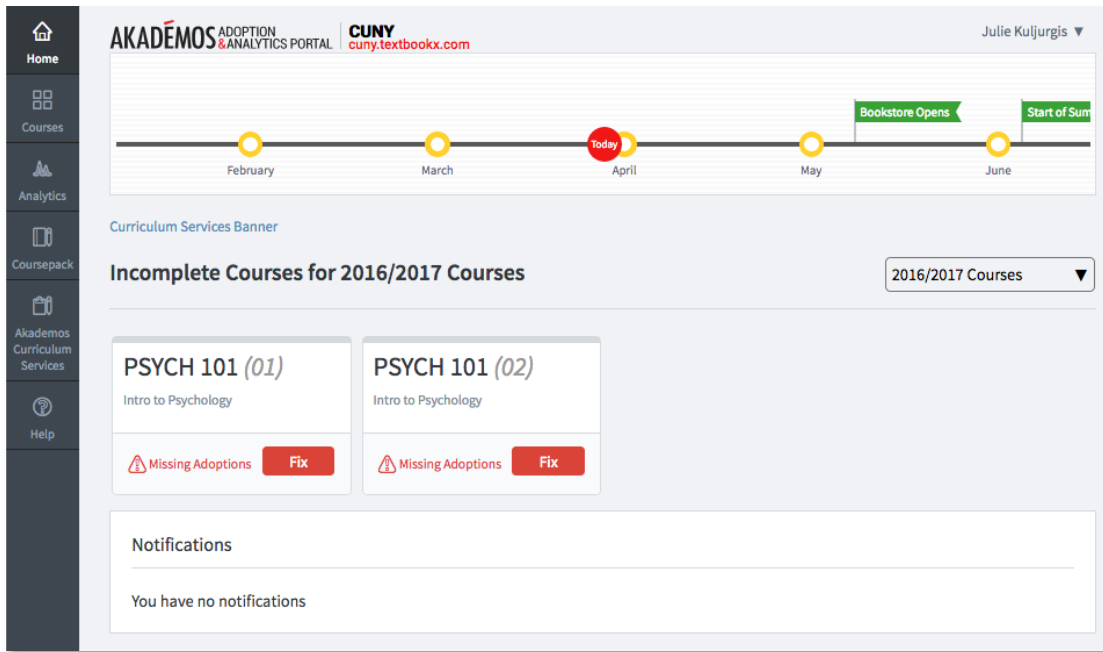 Home
Courses
Analytics
Coursepack
Akademos
Curriculum
Services
Help
AKADĒMOS ADOPTION
&ANALYTICS PORTAL
CUNY
cuny.textbookx.com
Julie Kuljurgis ▼
Bookstore Opens
Start of Sum
Today
February
March
April
May
June
Curriculum Services Banner
Incomplete Courses for 2016/2017 Courses
2016/2017 Courses ▼
PSYCH 101 (01)
Intro to Psychology
Missing Adoptions Fix
PSYCH 101 (02)
Intro to Psychology
Missing Adoptions Fix
Notifications
You have no notifications